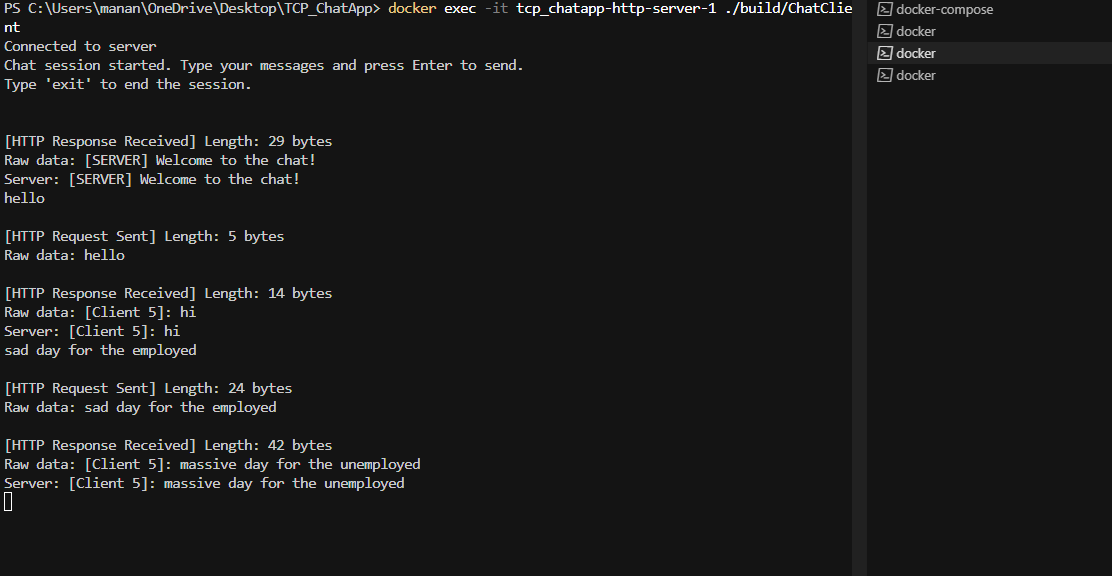 PS C:\Users\manan\OneDrive\Desktop\TCP_ChatApp> docker exec -it tcp_chatapp-http-server-1 ./build/ChatClie
nt
Connected to server
Chat session started. Type your messages and press Enter to send.
Type 'exit' to end the session.
[HTTP Response Received] Length: 29 bytes
Raw data: [SERVER] Welcome to the chat!
Server: [SERVER] Welcome to the chat!
hello
[HTTP Request Sent] Length: 5 bytes
Raw data: hello
[HTTP Response Received] Length: 14 bytes
Raw data: [Client 5]: hi
Server: [Client 5]: hi
sad day for the employed
[HTTP Request Sent] Length: 24 bytes
Raw data: sad day for the employed
[HTTP Response Received] Length: 42 bytes
Raw data: [Client 5]: massive day for the unemployed
Server: [Client 5]: massive day for the unemployed
docker-compose
docker
docker
docker